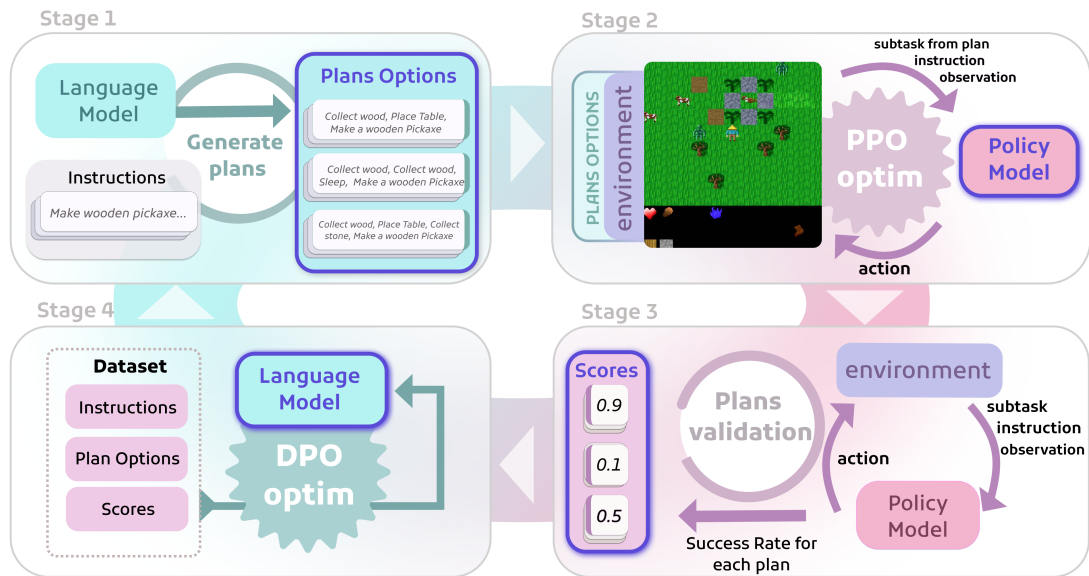 Stage 1
Language
Model
Generate
plans
Instructions
Make wooden pickaxe...
Plans Options
Collect wood, Place Table,
Make a wooden Pickaxe
Collect wood, Collect wood,
Sleep, Make a wooden Pickaxe
Collect wood, Place Table, Collect
stone, Make a wooden Pickaxe
Stage 2
PLANS OPTIONS
environment
subtask from plan
instruction
observation
PPO
optim
Policy
Model
action
Stage 3
Scores
0.9
0.1
0.5
Plans
validation
environment
subtask
instruction
observation
action
Policy
Model
Success Rate for
each plan
Stage 4
Dataset
Instructions
Plan Options
Scores
Language
Model
DPO
optim